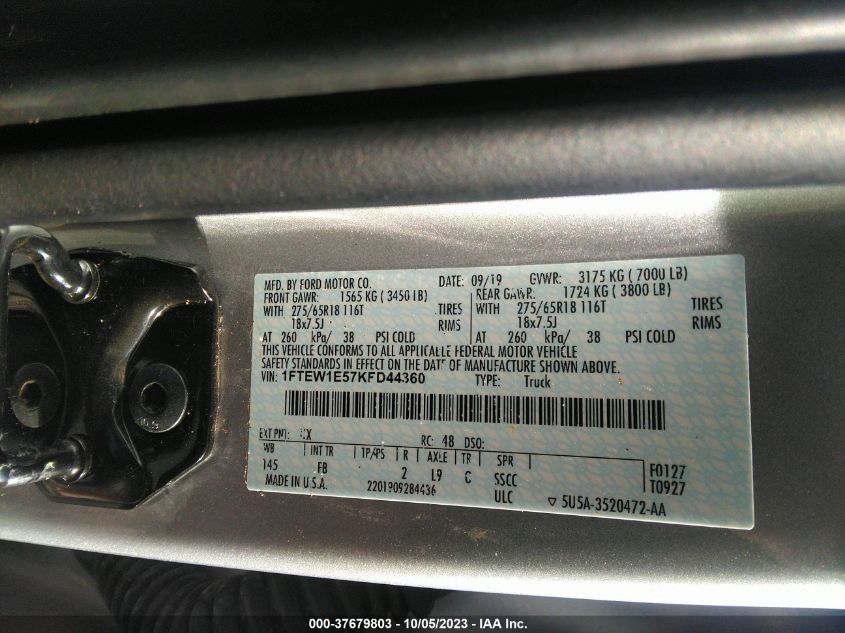 MFD. BY FORD MOTOR CO. DATE: 09/19 GVWR: 3175 KG ( 7000 LB)
FRONT GAWR: 1565 KG ( 3450 LB) REAR GAWR: 1724 KG ( 3800 LB)
WITH 275/65R18 116T TIRES WITH 275/65R18 116T TIRES
18x7.5J RIMS 18x7.5J RIMS
AT 260 kPa/ 38 PSI COLD AT 260 kPa/ 38 PSI COLD
THIS VEHICLE CONFORMS TO ALL APPLICABLE FEDERAL MOTOR VEHICLE
SAFETY STANDARDS IN EFFECT ON THE DATE OF MANUFACTURE SHOWN ABOVE.
VIN: 1FTEW1E57KFD44360 TYPE: Truck
EXT PNT: RC: 48 DSO:
WB INT TR TP/PS R AXLE TR SPR
145 FB 2 L9 C SSCC
F0127
T0927
MADE IN U.S.A. 2201909284436 ULC
5U5A-3520472-AA
10.9
000-37679803 - 10/05/2023 - IAA Inc.